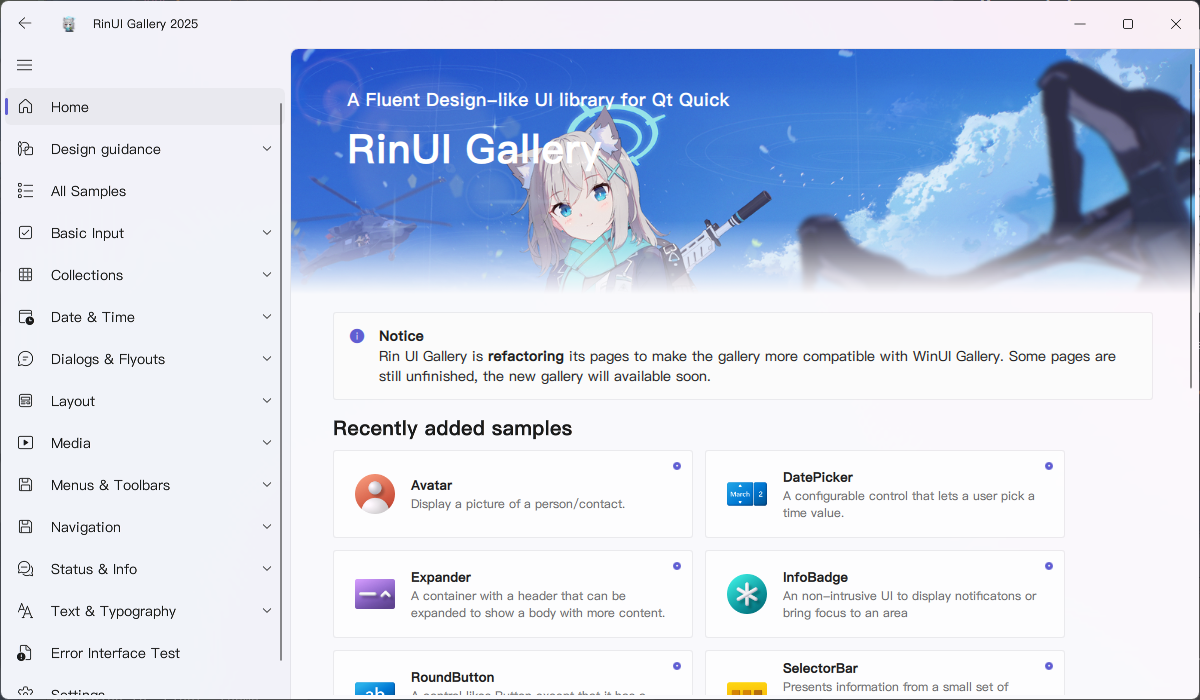 RinUI Gallery 2025
Home
Design guidance
All Samples
Basic Input
Collections
Date & Time
Dialogs & Flyouts
Layout
Media
Menus & Toolbars
Navigation
Status & Info
Text & Typography
Error Interface Test
Settings
A Fluent Design-like UI library for Qt Quick
RinUI Gallery
Notice
Rin UI Gallery is refactoring its pages to make the gallery more compatible with WinUI Gallery. Some pages are
still unfinished, the new gallery will available soon.
Recently added samples
Avatar
Display a picture of a person/contact.
March 2
DatePicker
A configurable control that lets a user pick a
time value.
Expander
A container with a header that can be
expanded to show a body with more content.
InfoBadge
An non-intrusive UI to display notificatons or
bring focus to an area
ab
RoundButton
A control likes Button except that it has a
SelectorBar
Presents information from a small set of